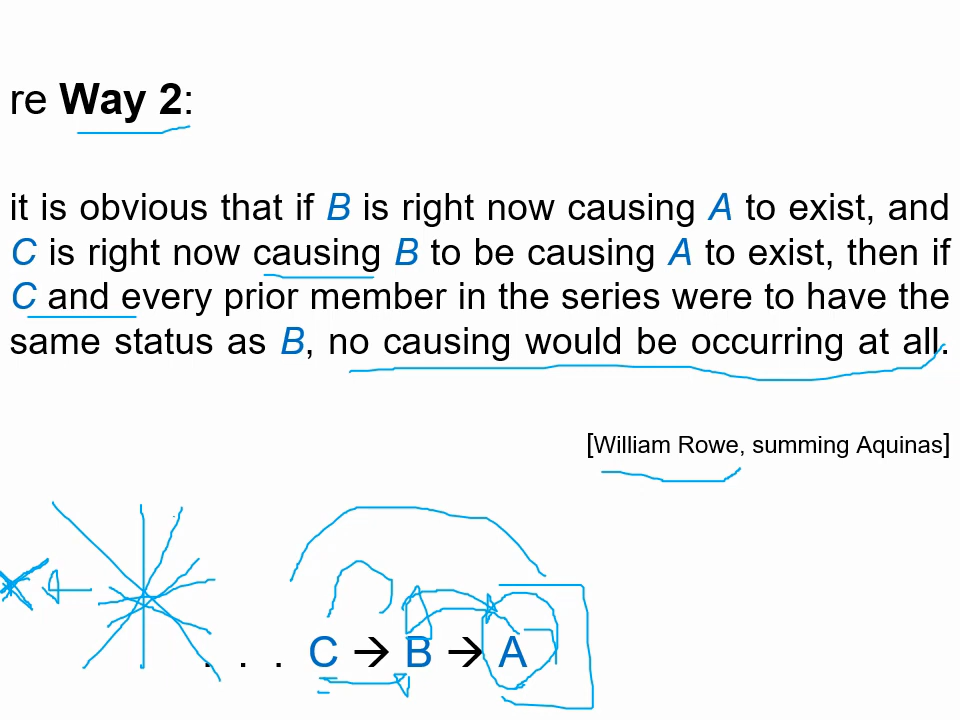 re Way 2:
it is obvious that if B is right now causing A to exist, and
C is right now causing B to be causing A to exist, then if
C and every prior member in the series were to have the
same status as B, no causing would be occurring at all.
[William Rowe, summing Aquinas]
. . . C → B → A